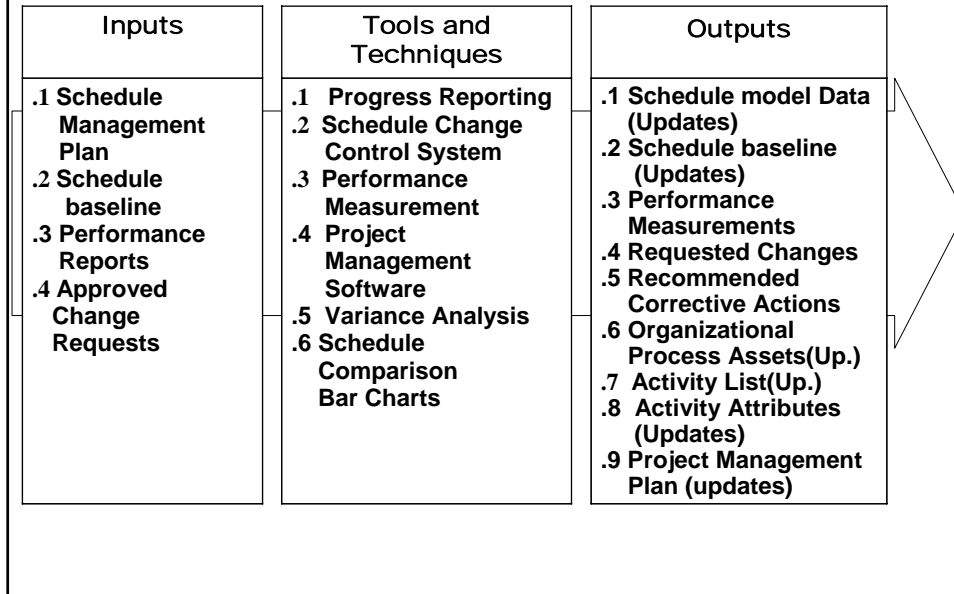 Inputs
.1 Schedule
Management
Plan
.2 Schedule
baseline
.3 Performance
Reports
.4 Approved
Change
Requests
Tools and
Techniques
.1 Progress Reporting
.2 Schedule Change
Control System
.3 Performance
Measurement
.4 Project
Management
Software
.5 Variance Analysis
.6 Schedule
Comparison
Bar Charts
Outputs
.1 Schedule model Data
(Updates)
.2 Schedule baseline
(Updates)
.3 Performance
Measurements
.4 Requested Changes
.5 Recommended
Corrective Actions
.6 Organizational
Process Assets(Up.)
.7 Activity List(Up.)
.8 Activity Attributes
(Updates)
.9 Project Management
Plan (updates)